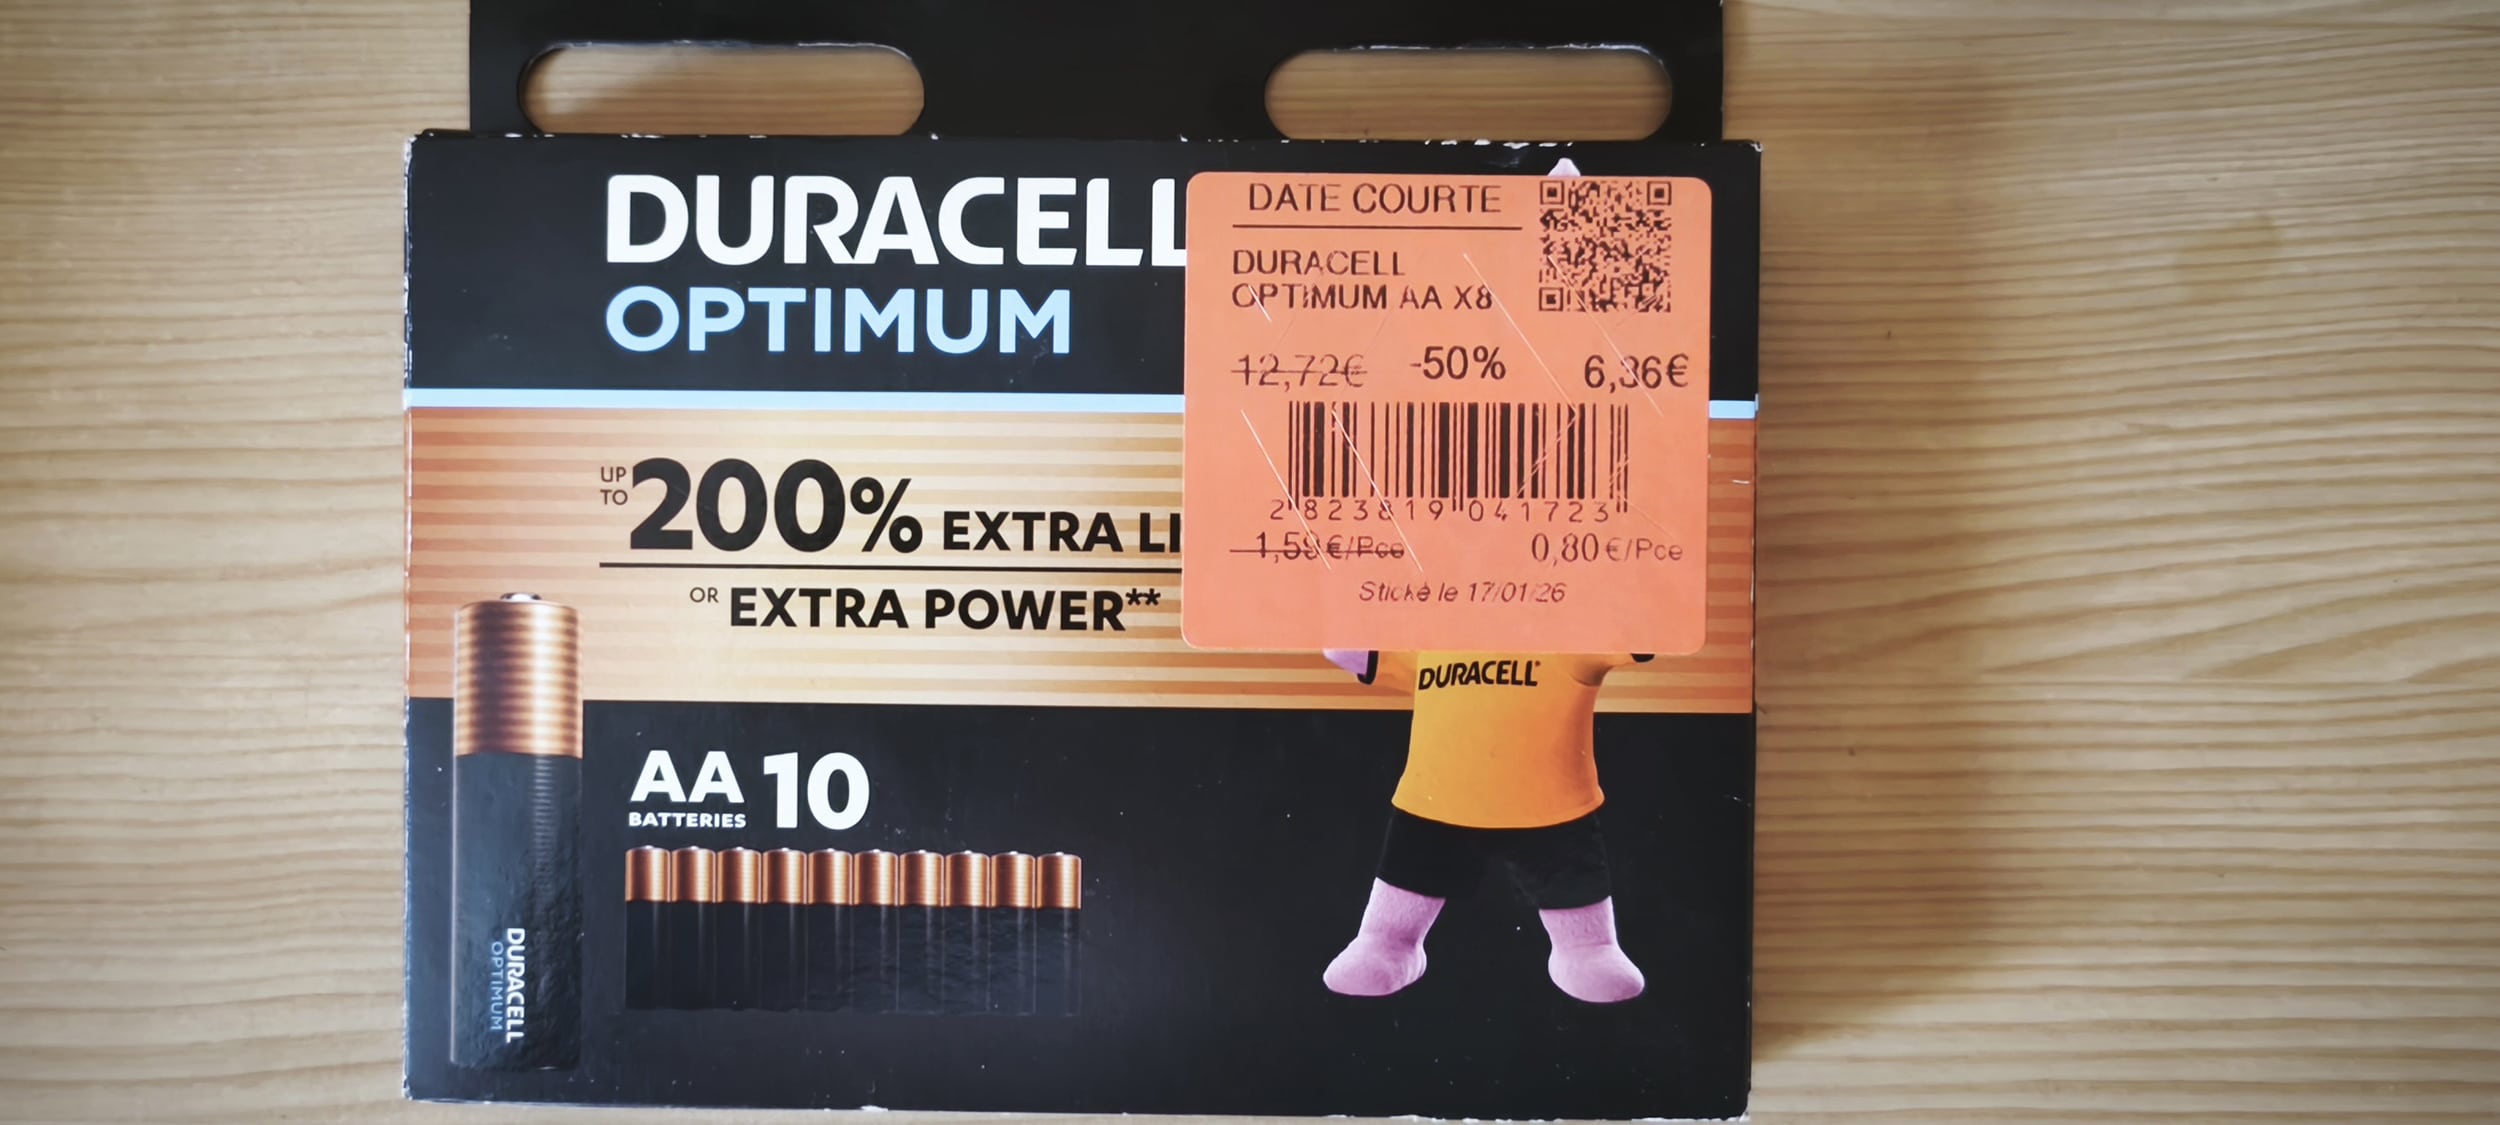 DURACELL
OPTIMUM
UP TO 200% EXTRA LI
OR EXTRA POWER**
AA 10
BATTERIES
DURACELL
OPTIMUM
DATE COURTE
DURACELL
OPTIMUM AA X8
12,72€ -50% 6,36€
2 823819 041723
1,59€/Pce 0,80€/Pce
Stické le 17/01/26
DURACELL